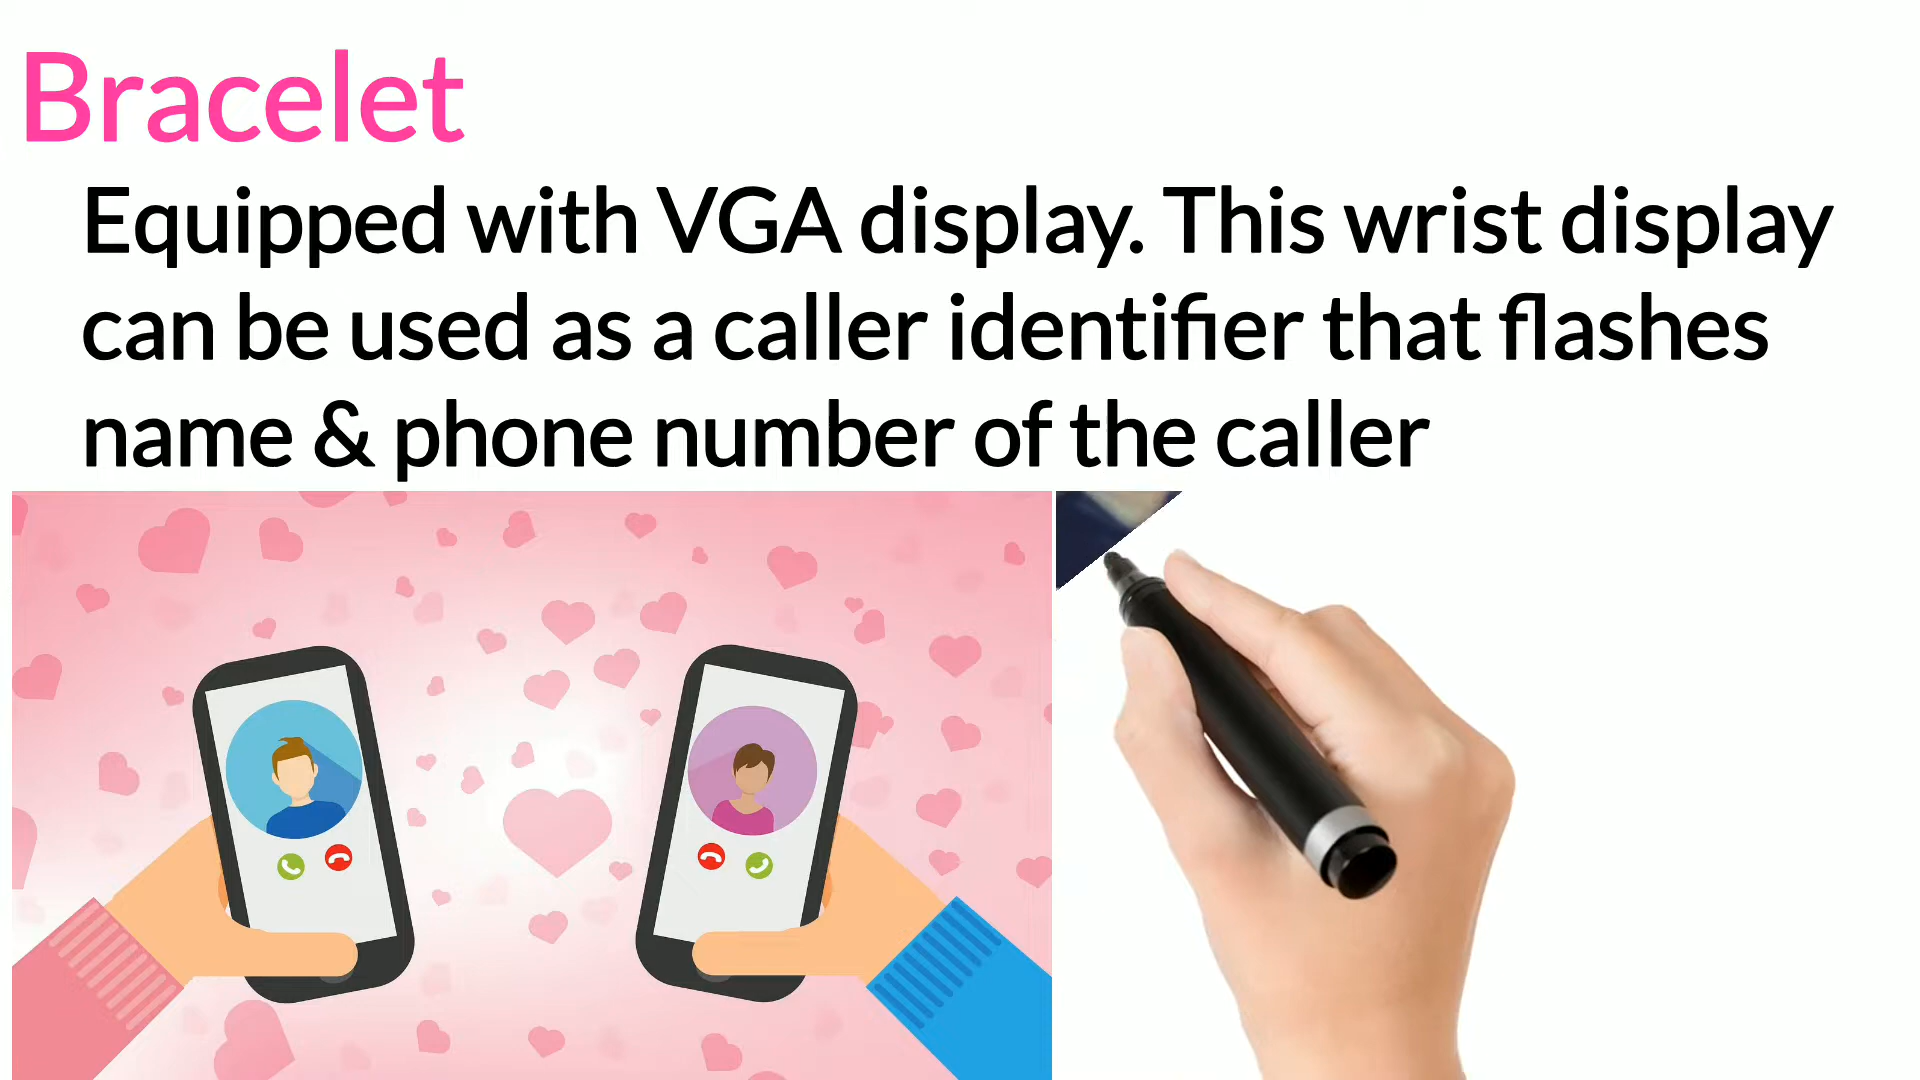 Bracelet
Equipped with VGA display. This wrist display
can be used as a caller identifier that flashes
name & phone number of the caller